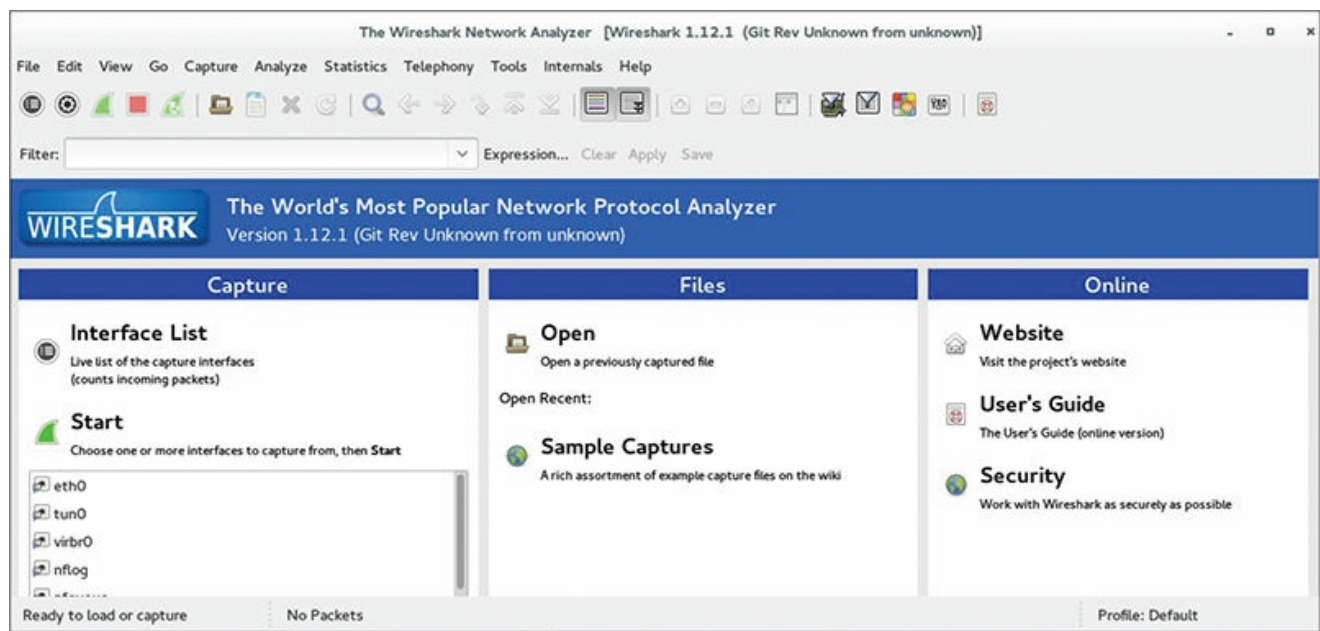 The Wireshark Network Analyzer [Wireshark 1.12.1 (Git Rev Unknown from unknown)]
File Edit View Go Capture Analyze Statistics Telephony Tools Internals Help
Filter:
Expression... Clear Apply Save
WIRESHARK
The World's Most Popular Network Protocol Analyzer
Version 1.12.1 (Git Rev Unknown from unknown)
Capture
Interface List
Live list of the capture interfaces
(counts incoming packets)
Start
Choose one or more interfaces to capture from, then Start
eth0
tun0
virbr0
nflog
Files
Open
Open a previously captured file
Open Recent:
Sample Captures
A rich assortment of example capture files on the wiki
Online
Website
Visit the project's website
User's Guide
The User's Guide (online version)
Security
Work with Wireshark as securely as possible
Ready to load or capture
No Packets
Profile: Default